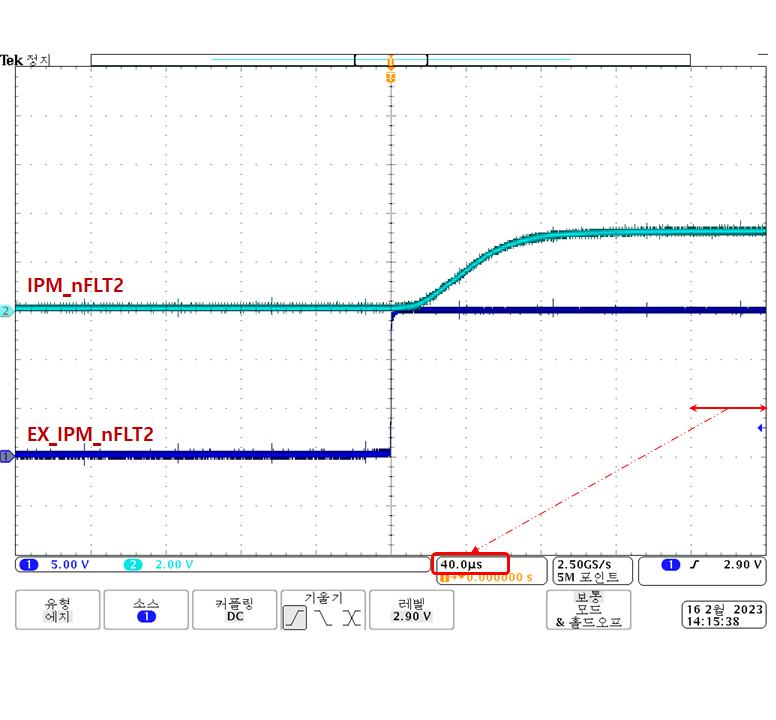 Tek 정지
T
IPM_nFLT2
2
EX_IPM_nFLT2
1
1 5.00 V 2 2.00 V 40.0µs 2.50GS/s 1 2.90 V
0.000000 s 5M 포인트
유형 에지
소스 1
커플링 DC
기울기
레벨 2.90 V
보통
모드
& 홀드오프
16 2월 2023
14:15:38